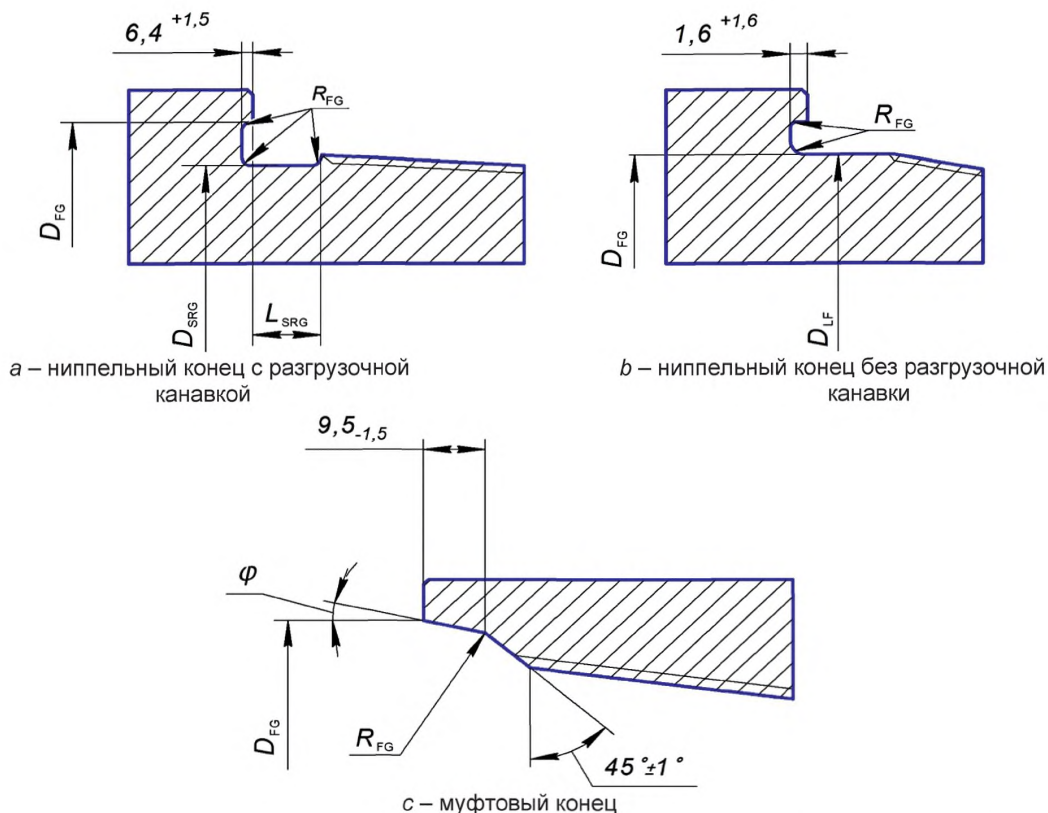 6,4 +1,5
1,6 +1,6
R FG
R FG
D FG
D SRG
L SRG
D FG
D LF
a – ниппельный конец с разгрузочной
канавкой
b – ниппельный конец без разгрузочной
канавки
9,5 -1,5
φ
D FG
R FG
45°±1°
c – муфтовый конец